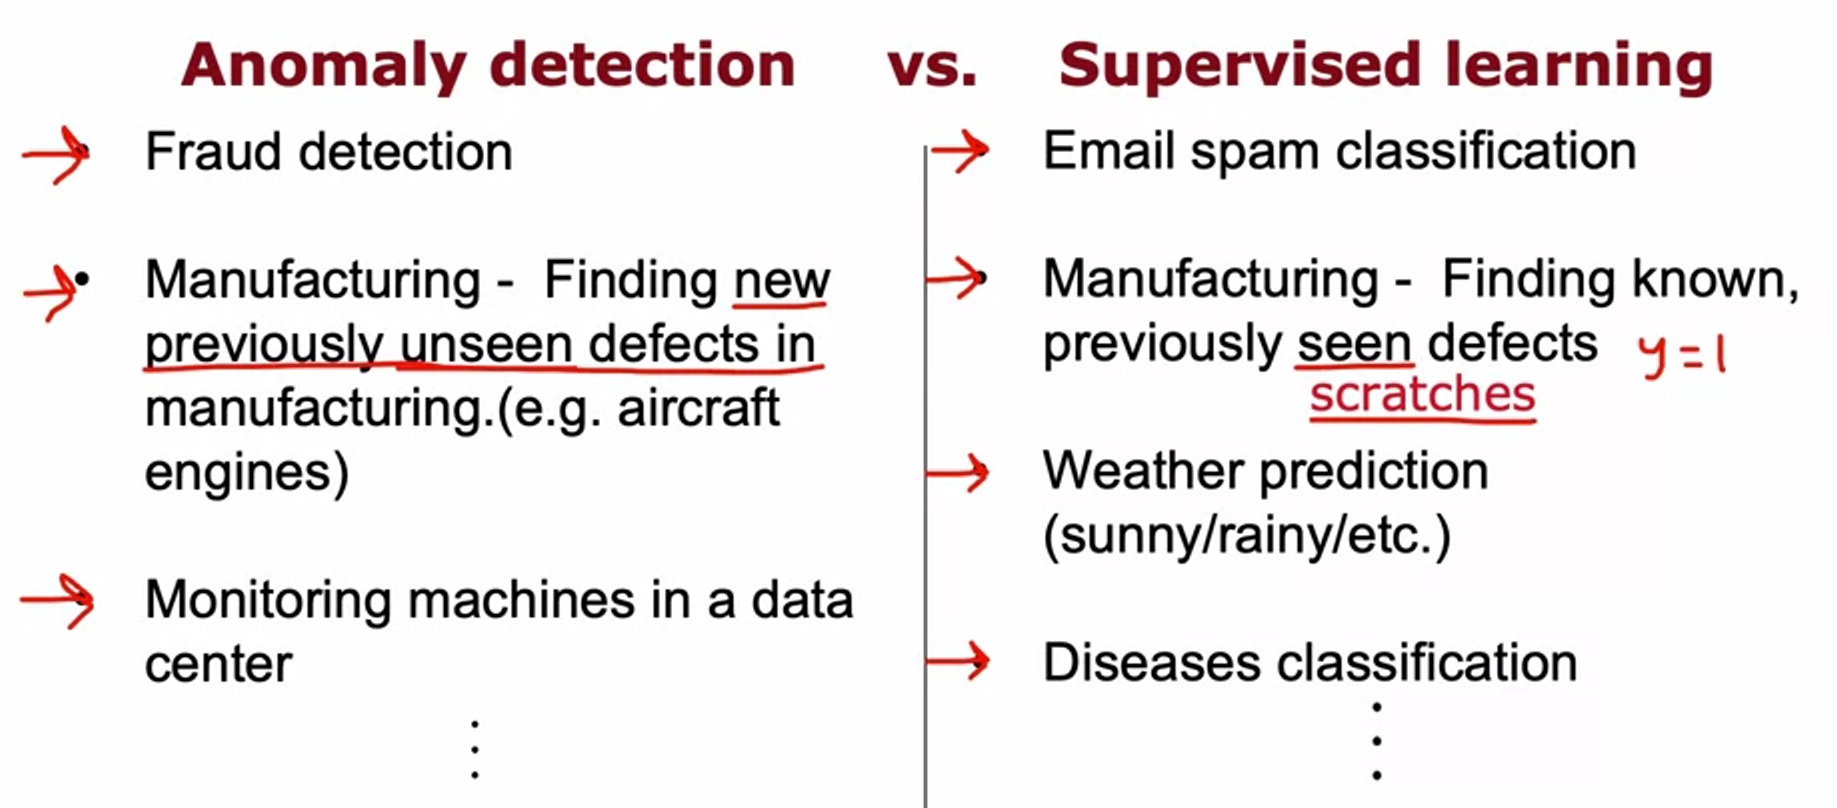 Anomaly detection vs. Supervised learning
• Fraud detection
• Manufacturing - Finding new
previously unseen defects in
manufacturing.(e.g. aircraft
engines)
• Monitoring machines in a data
center
⋮
• Email spam classification
• Manufacturing - Finding known,
previously seen defects y=1
scratches
• Weather prediction
(sunny/rainy/etc.)
• Diseases classification
⋮